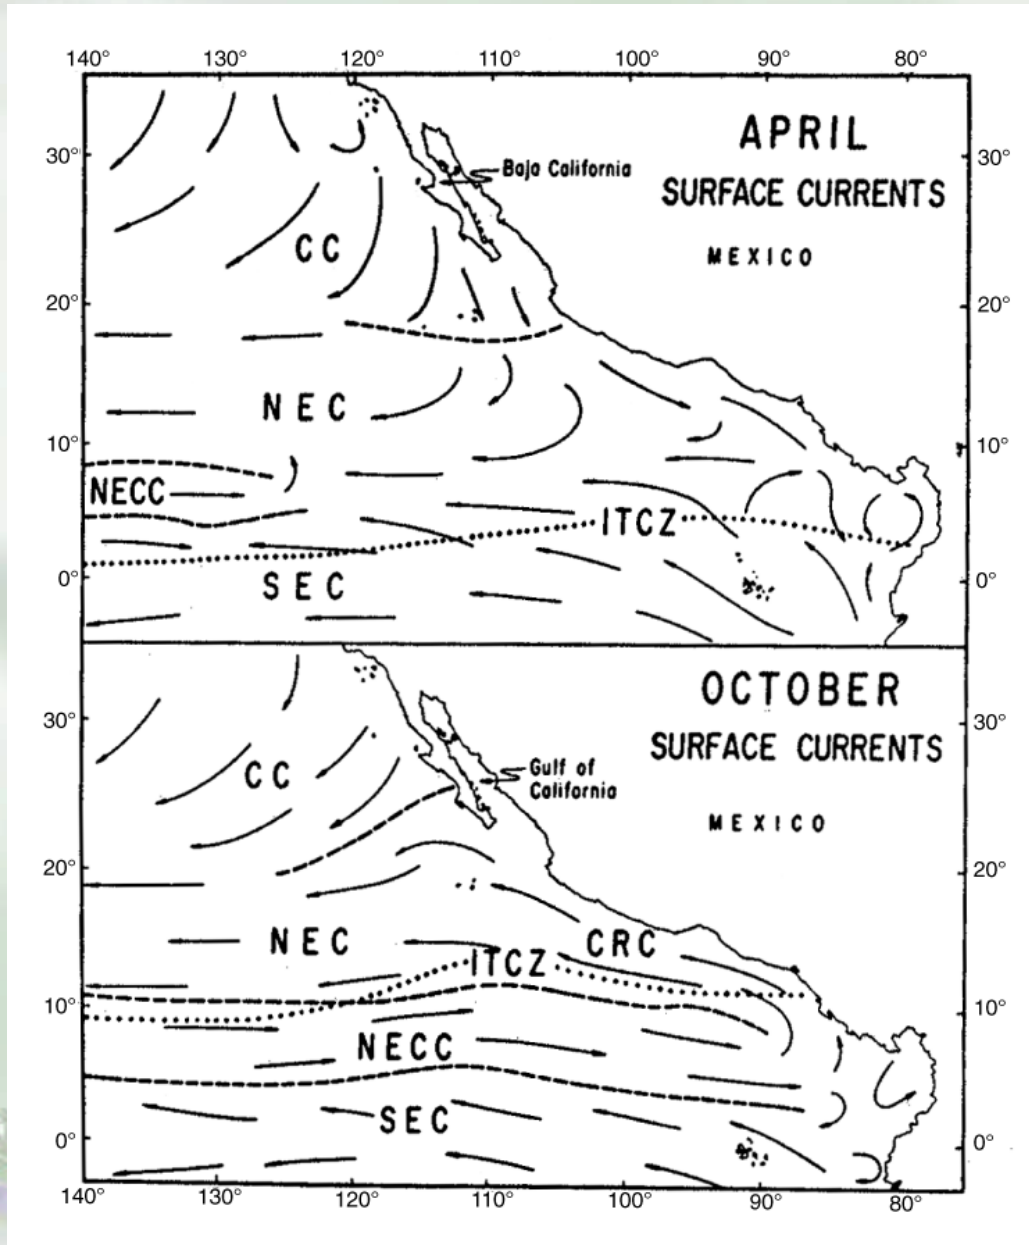 140° 130° 120° 110° 100° 90° 80°
APRIL
30° 30°
Baja California
SURFACE CURRENTS
CC
MEXICO
20° 20°
NEC
10° 10°
NECC
ITCZ
0° 0°
SEC
OCTOBER
30° 30°
SURFACE CURRENTS
CC
Gulf of
California
MEXICO
20° 20°
NEC CRC
ITCZ
10° 10°
NECC
SEC
0° 0°
140° 130° 120° 110° 100° 90° 80°